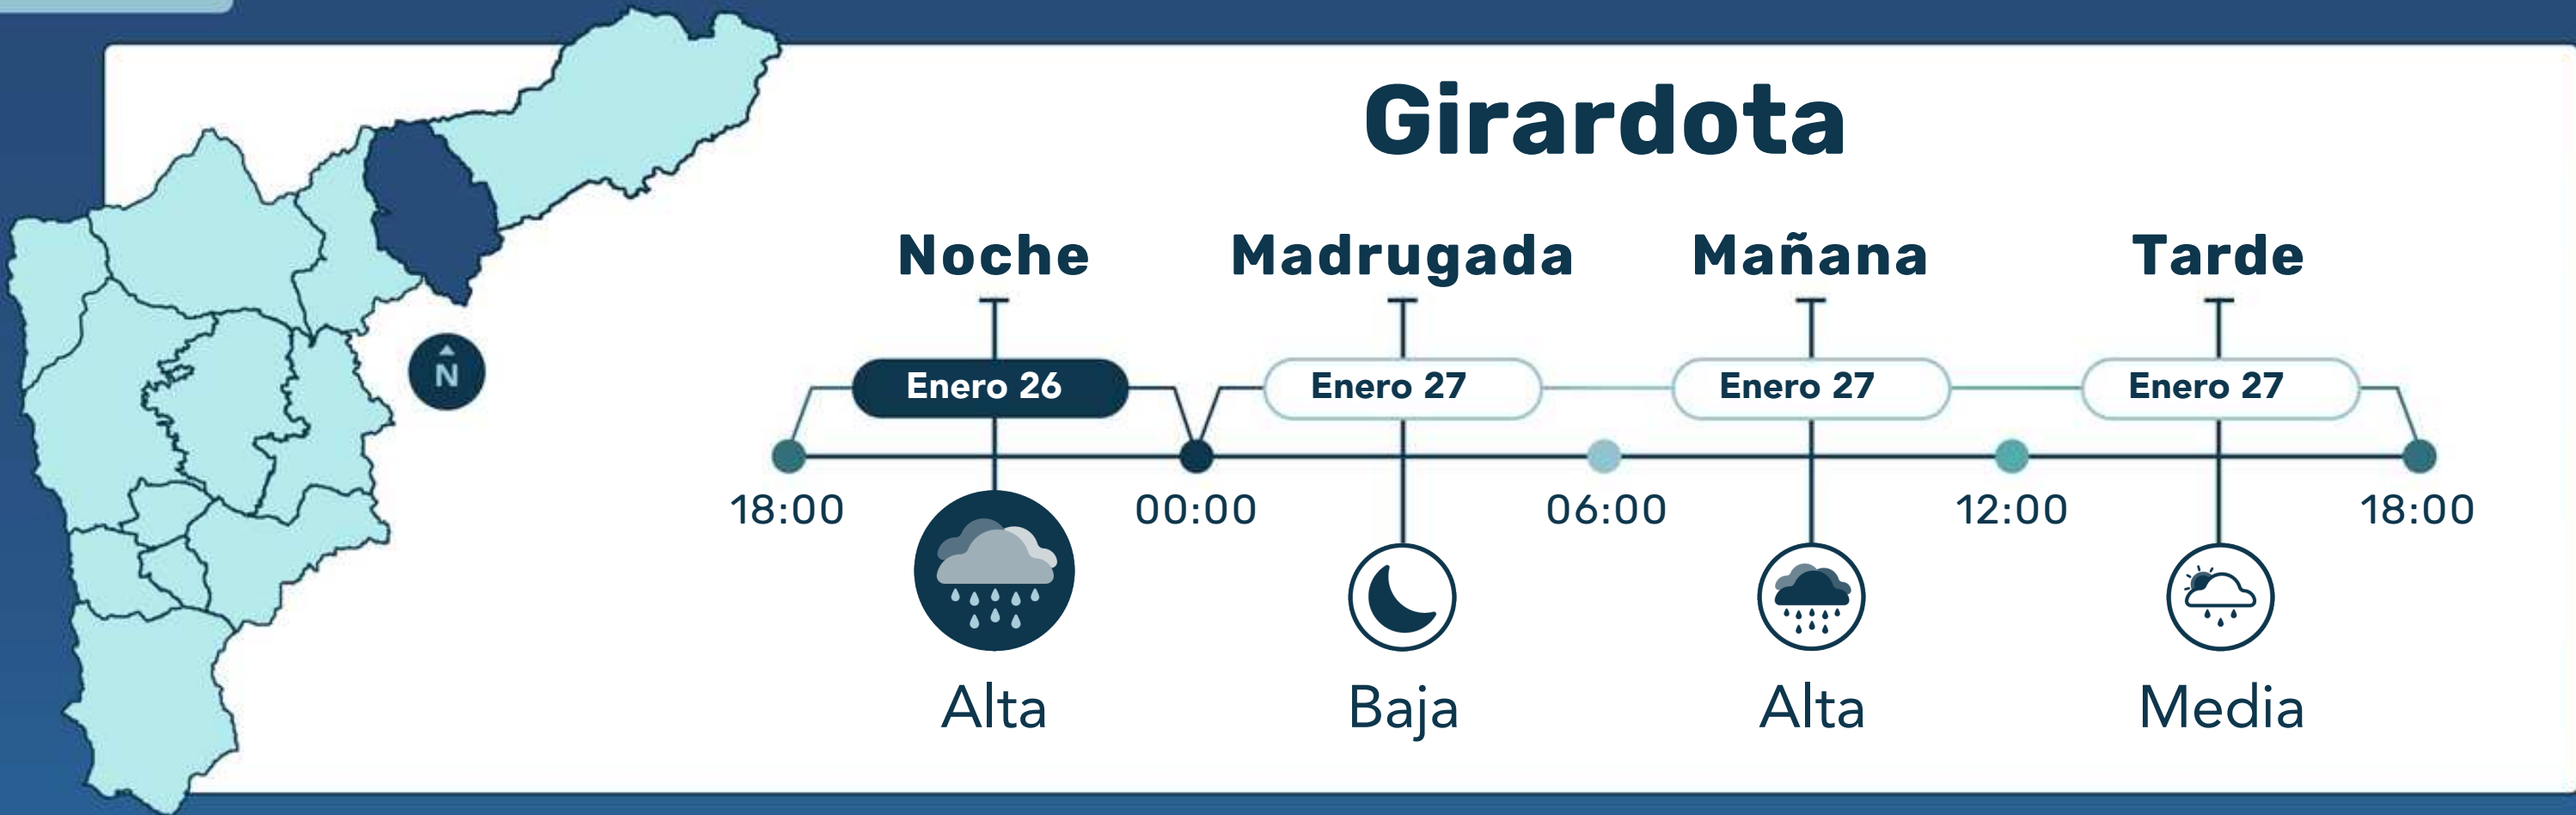 Girardota
Noche
Madrugada
Mañana
Tarde
Enero 26
Enero 27
Enero 27
Enero 27
N
18:00
00:00
06:00
12:00
18:00
Alta
Baja
Alta
Media